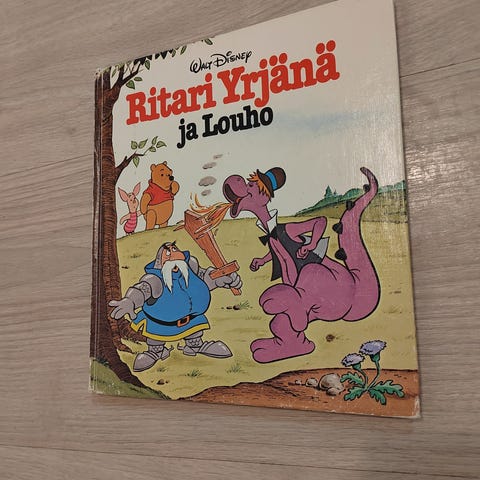 Walt Disney
Ritari Yrjänä
ja Louho